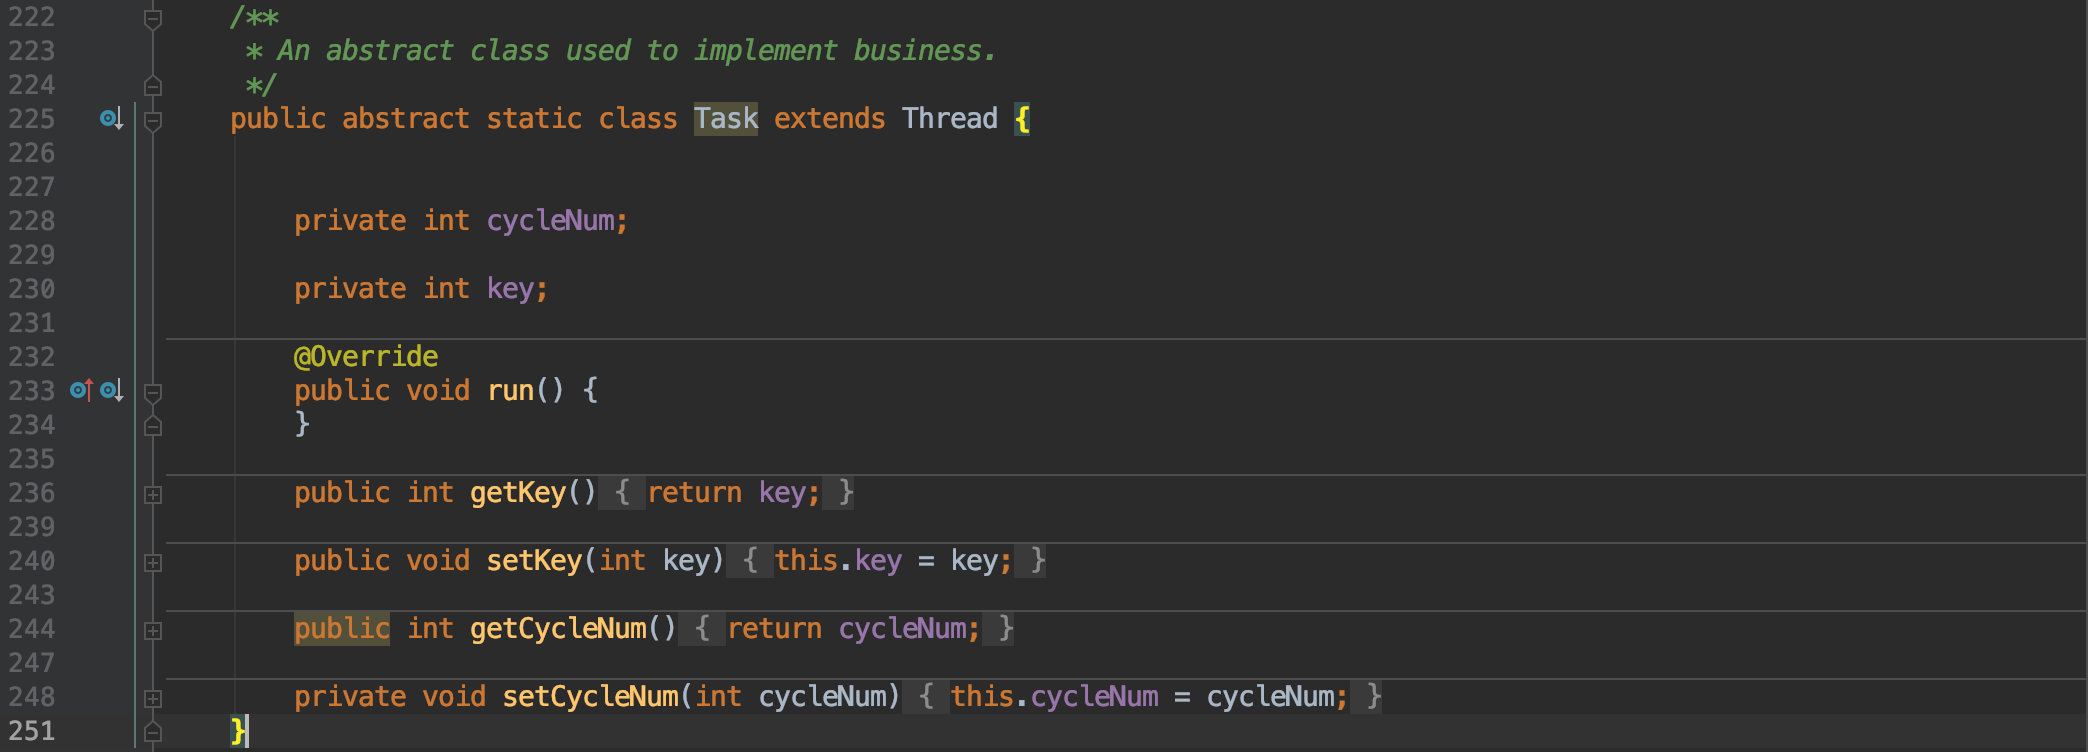 222 /**
223 * An abstract class used to implement business.
224 */
225 public abstract static class Task extends Thread {
226
227
228 private int cycleNum;
229
230 private int key;
231
232 @Override
233 public void run() {
234 }
235
236 public int getKey() { return key; }
239
240 public void setKey(int key) { this.key = key; }
243
244 public int getCycleNum() { return cycleNum; }
247
248 private void setCycleNum(int cycleNum) { this.cycleNum = cycleNum; }
251 }